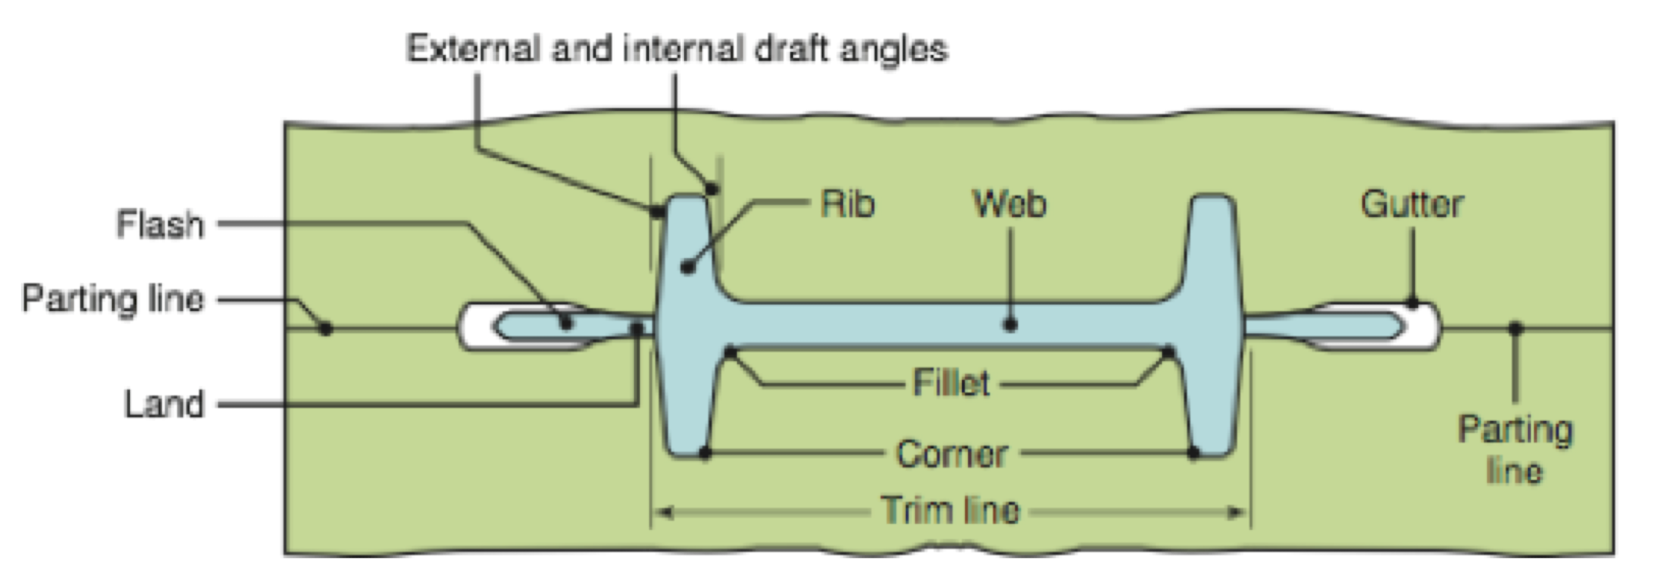 External and internal draft angles
Rib
Web
Gutter
Flash
Parting line
Fillet
Land
Corner
Parting
line
Trim line